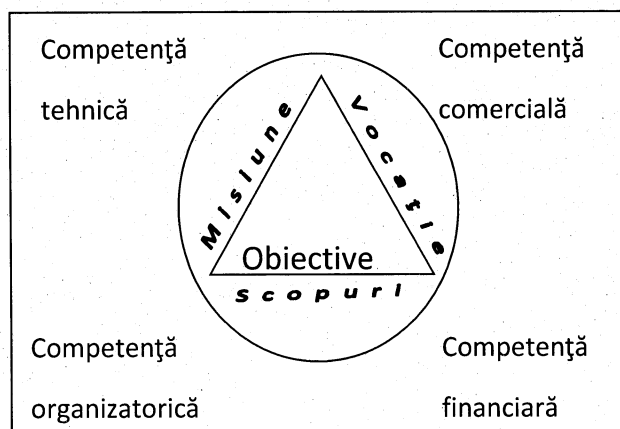 Competenţă
tehnică
Competenţă
comercială
Misiune
Vocaţie
Obiective
Scopuri
Competenţă
organizatorică
Competenţă
financiară